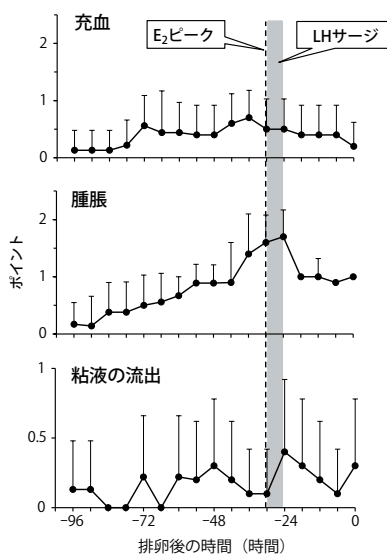 充血
E₂ピーク
LHサージ
2
1
0
腫脹
2
1
0
ポイント
粘液の流出
1
0.5
0
−96
−72
−48
−24
0
排卵後の時間（時間）